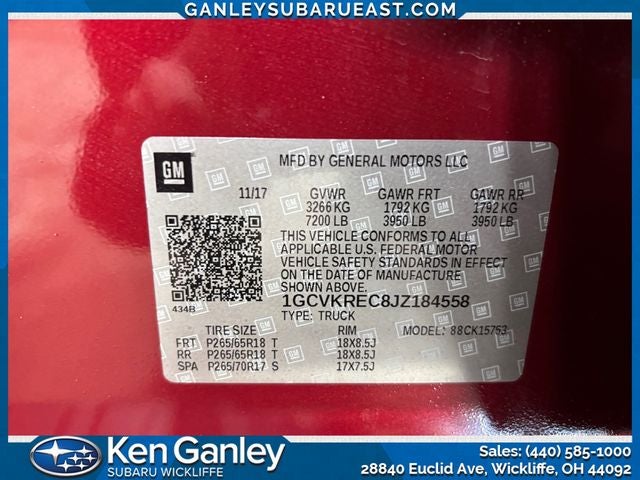 GANLEYSUBARUEAST.COM
GM
MFD BY GENERAL MOTORS LLC
11/17 GVWR GAWR FRT GAWR RR
3266 KG 1792 KG 1792 KG
7200 LB 3950 LB 3950 LB
THIS VEHICLE CONFORMS TO ALL
APPLICABLE U.S. FEDERAL MOTOR
VEHICLE SAFETY STANDARDS IN EFFECT
ON THE DATE OF MANUFACTURE
SHOWN ABOVE.
1GCVKREC8JZ184558
434B
TYPE: TRUCK
TIRE SIZE RIM MODEL: 88CK15753
FRT P265/65R18 T 18X8.5J
RR P265/65R18 T 18X8.5J
SPA P265/70R17 S 17X7.5J
Ken Ganley
SUBARU WICKLIFFE
Sales: (440) 585-1000
28840 Euclid Ave, Wickliffe, OH 44092